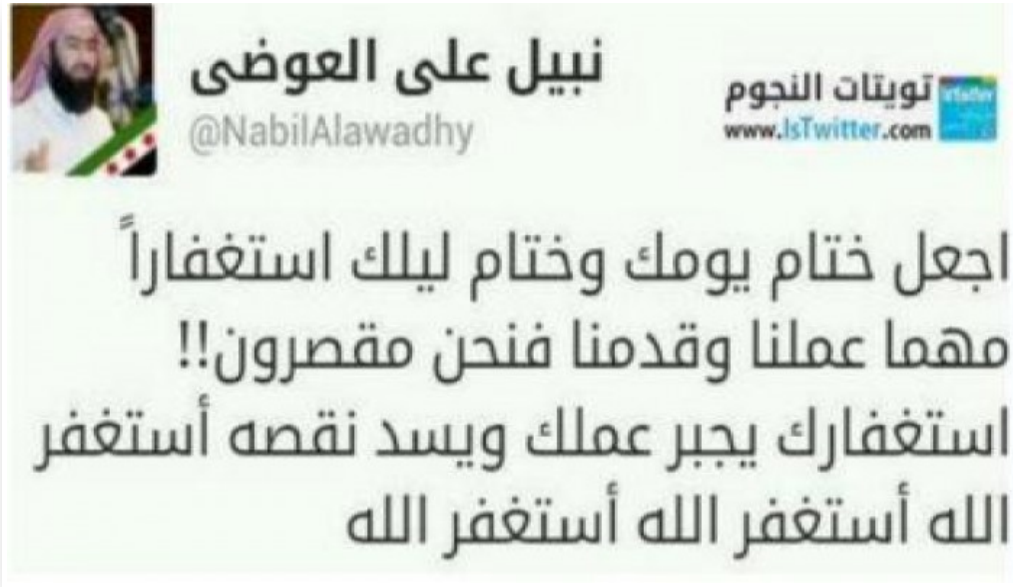 نبيل على العوضى
@NabilAlawadhy
تويتات النجوم
www.IsTwitter.com
اجعل ختام يومك وختام ليلك استغفاراً
مهما عملنا وقدمنا فنحن مقصرون!!
استغفارك يجبر عملك ويسد نقصه أستغفر
الله أستغفر الله أستغفر الله